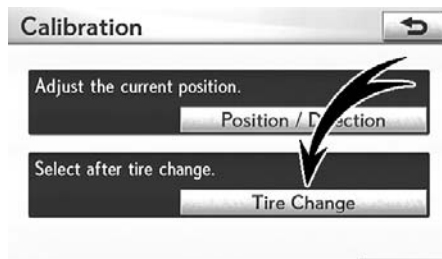 Calibration
Adjust the current position.
Position / Direction
Select after tire change.
Tire Change